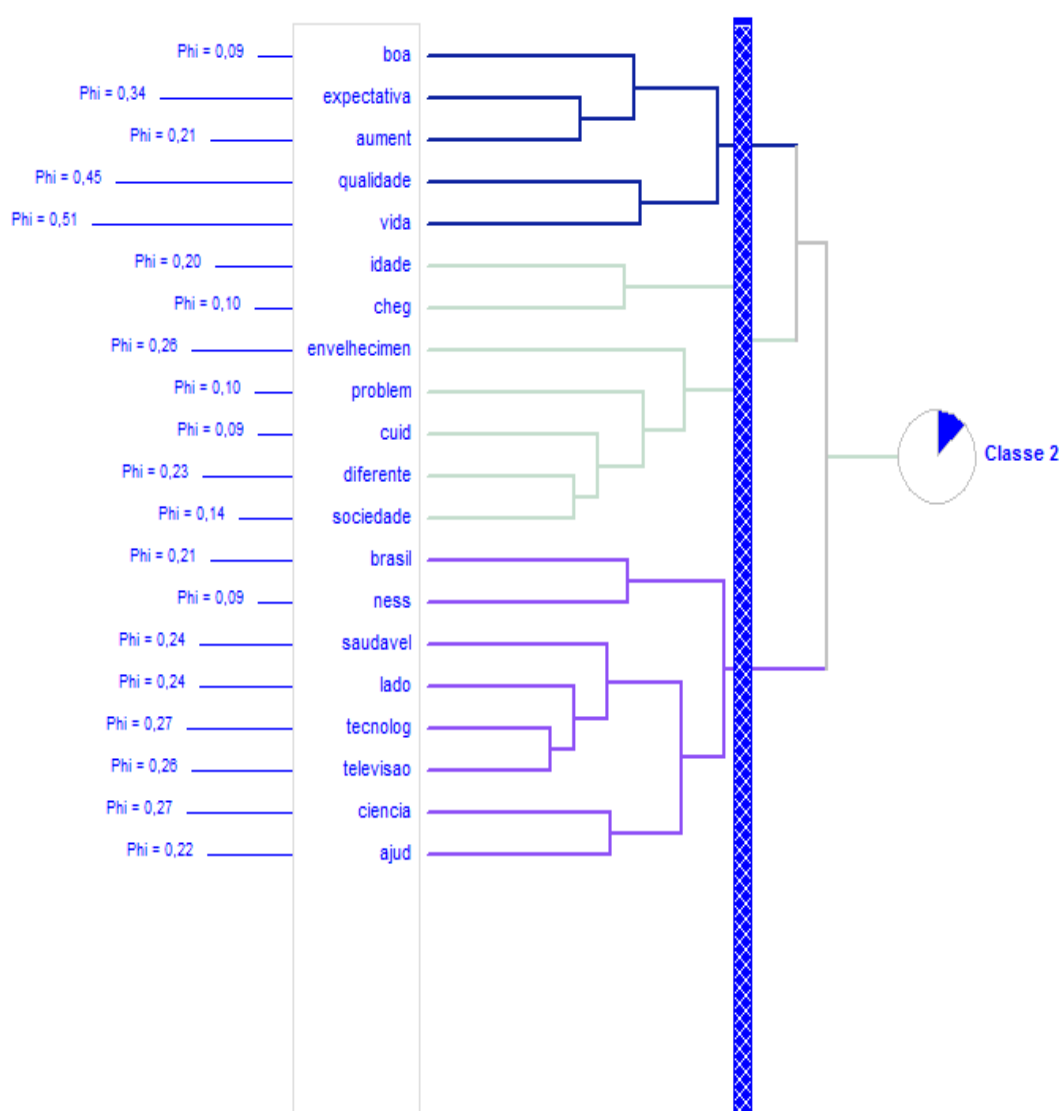 Phi = 0,09 boa
Phi = 0,34 expectativa
Phi = 0,21 aument
Phi = 0,45 qualidade
Phi = 0,51 vida
Phi = 0,20 idade
Phi = 0,10 cheg
Phi = 0,26 envelhecimen
Phi = 0,10 problem
Phi = 0,09 cuid
Phi = 0,23 diferente
Classe 2
Phi = 0,14 sociedade
Phi = 0,21 brasil
Phi = 0,09 ness
Phi = 0,24 saudavel
Phi = 0,24 lado
Phi = 0,27 tecnolog
Phi = 0,26 televisao
Phi = 0,27 ciencia
Phi = 0,22 ajud